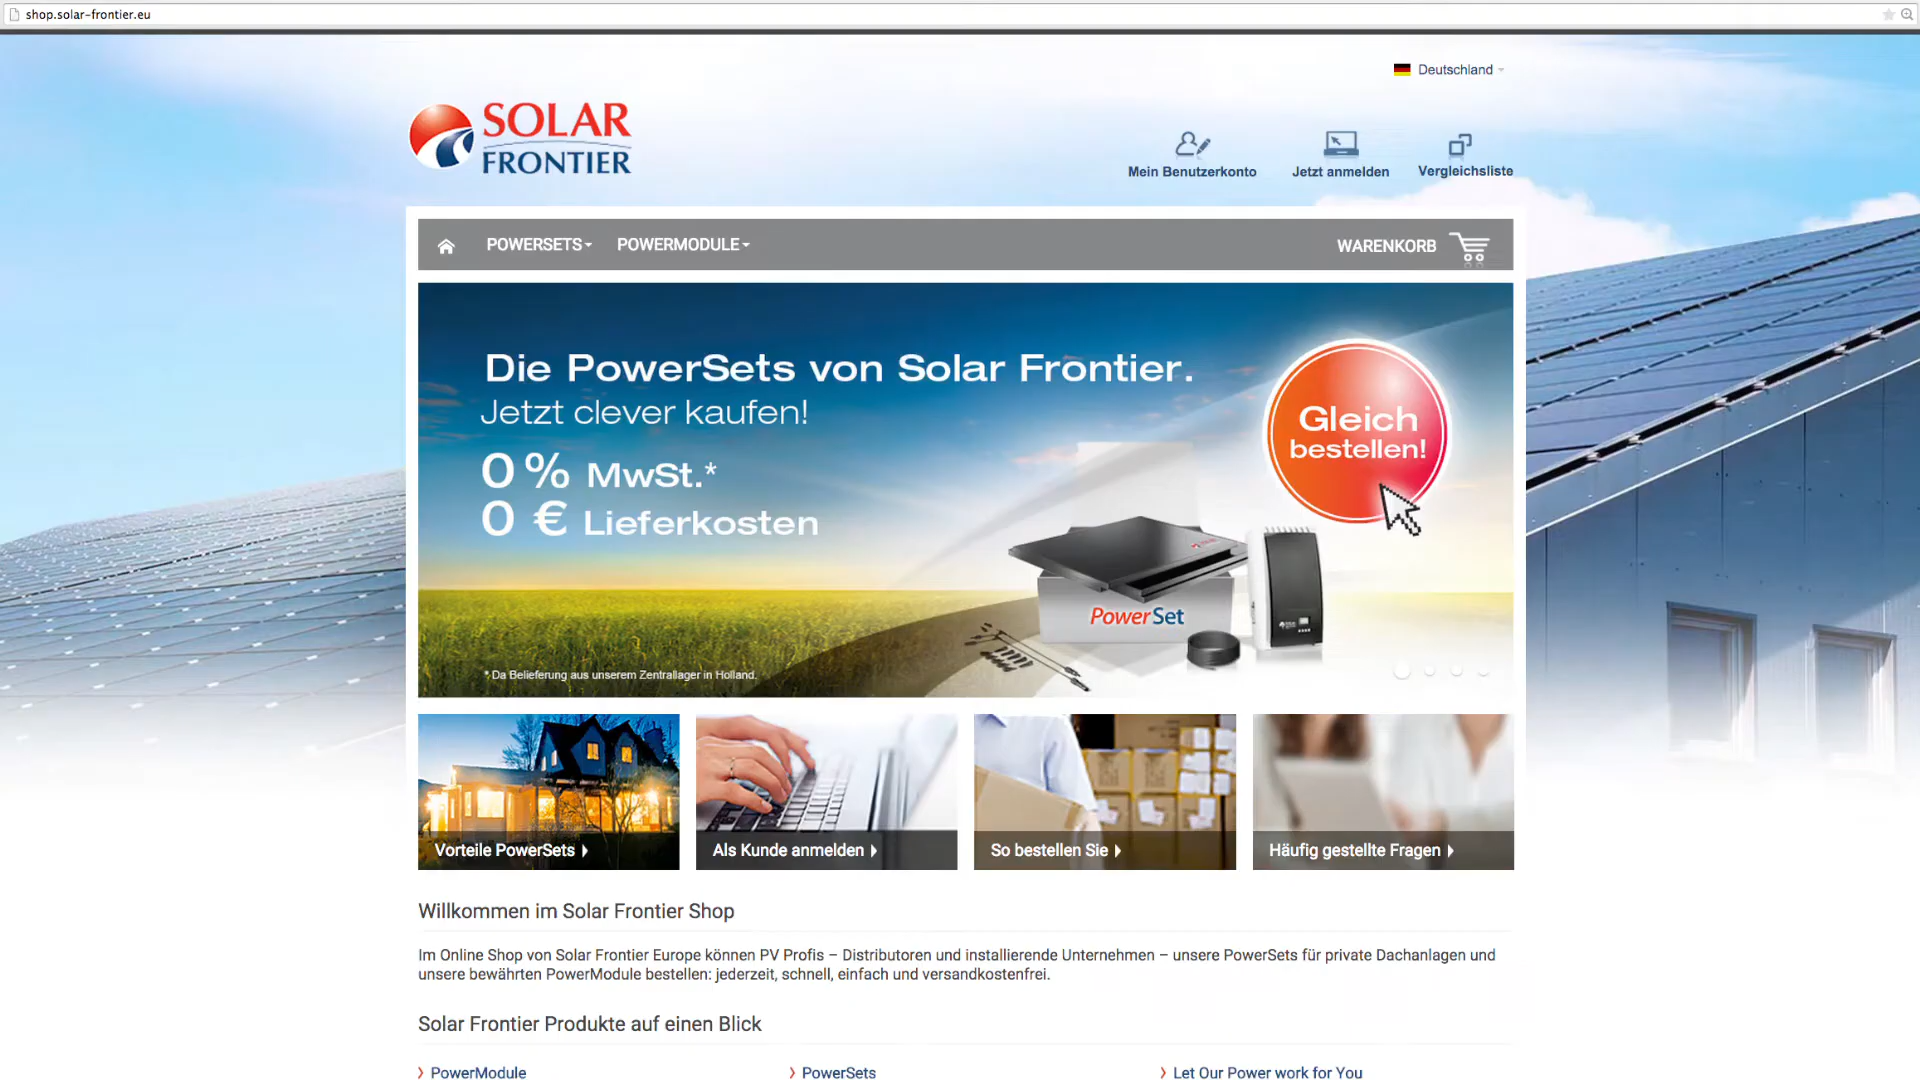 shop.solar-frontier.eu
Deutschland
SOLAR
FRONTIER
Mein Benutzerkonto
Jetzt anmelden
Vergleichsliste
POWERSETS
POWERMODULE
WARENKORB
Die PowerSets von Solar Frontier.
Jetzt clever kaufen!
0 % MwSt.*
0 € Lieferkosten
Gleich
bestellen!
PowerSet
* Da Belieferung aus unserem Zentrallager in Holland.
Vorteile PowerSets
Als Kunde anmelden
So bestellen Sie
Häufig gestellte Fragen
Willkommen im Solar Frontier Shop
Im Online Shop von Solar Frontier Europe können PV Profis – Distributoren und installierende Unternehmen – unsere PowerSets für private Dachanlagen und
unsere bewährten PowerModule bestellen: jederzeit, schnell, einfach und versandkostenfrei.
Solar Frontier Produkte auf einen Blick
PowerModule
PowerSets
Let Our Power work for You